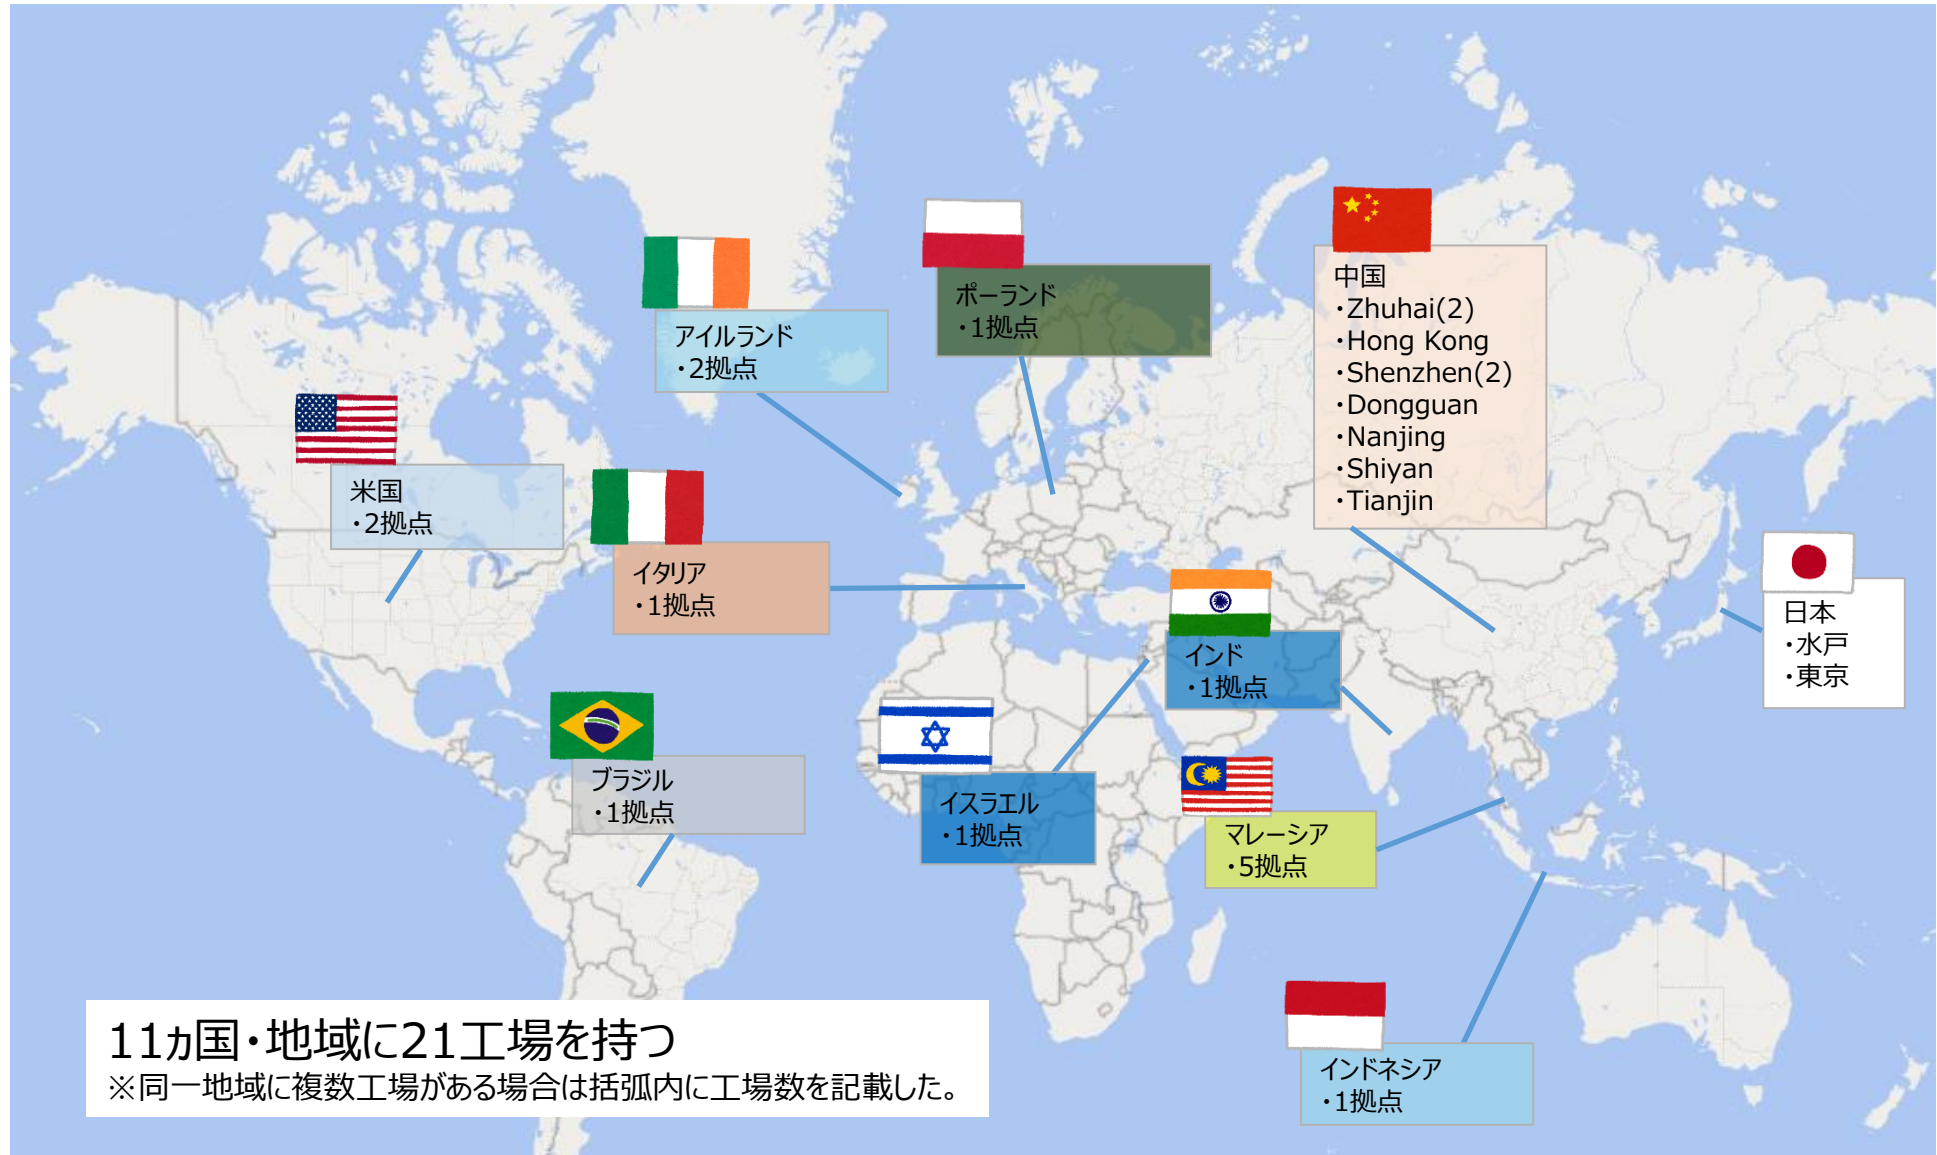 ポーランド
・1拠点
中国
・Zhuhai(2)
・Hong Kong
・Shenzhen(2)
・Dongguan
・Nanjing
・Shiyan
・Tianjin
アイルランド
・2拠点
米国
・2拠点
イタリア
・1拠点
インド
・1拠点
日本
・水戸
・東京
ブラジル
・1拠点
イスラエル
・1拠点
マレーシア
・5拠点
インドネシア
・1拠点
11ヵ国・地域に21工場を持つ
※同一地域に複数工場がある場合は括弧内に工場数を記載した。